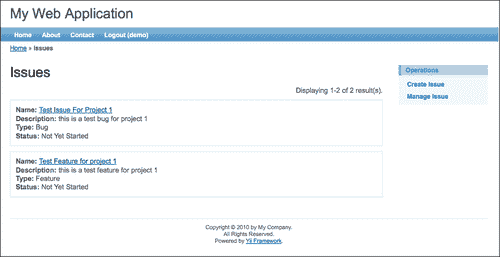 My Web Application
Home About Contact Logout (demo)
Home » Issues
Issues
Displaying 1-2 of 2 result(s).
Name: Test Issue For Project 1
Description: this is a test bug for project 1
Type: Bug
Status: Not Yet Started
Name: Test Feature for project 1
Description: this is a test feature for project 1
Type: Feature
Status: Not Yet Started
Operations
Create Issue
Manage Issue
Copyright © 2010 by My Company.
All Rights Reserved.
Powered by Yii Framework.